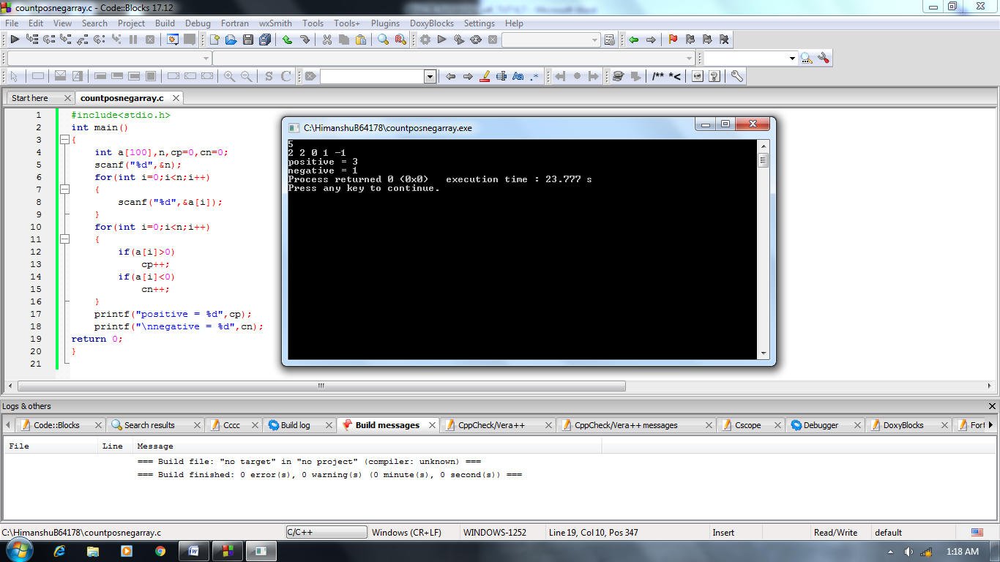 countposnegarray.c - Code::Blocks 17.12
File Edit View Search Project Build Debug Fortran wxSmith Tools Tools+ Plugins DoxyBlocks Settings Help
S C
Aa .*
/** *<
Start here countposnegarray.c
1 #include<stdio.h>
2 int main()
3 {
4 int a[100],n,cp=0,cn=0;
5 scanf("%d",&n);
6 for(int i=0;i<n;i++)
7 {
8 scanf("%d",&a[i]);
9 }
10 for(int i=0;i<n;i++)
11 {
12 if(a[i]>0)
13 cp++;
14 if(a[i]<0)
15 cn++;
16 }
17 printf("positive = %d",cp);
18 printf("\nnegative = %d",cn);
19 return 0;
20 }
21
C:\HimanshuB64178\countposnegarray.exe
5
2 2 0 1 -1
positive = 3
negative = 1
Process returned 0 (0x0)   execution time : 23.777 s
Press any key to continue.
Logs & others
Code::Blocks Search results Cccc Build log Build messages CppCheck/Vera++ CppCheck/Vera++ messages Cscope Debugger DoxyBlocks Fort
File Line Message
=== Build file: "no target" in "no project" (compiler: unknown) ===
=== Build finished: 0 error(s), 0 warning(s) (0 minute(s), 0 second(s)) ===
C:\HimanshuB64178\countposnegarray.c C/C++ Windows (CR+LF) WINDOWS-1252 Line 19, Col 10, Pos 347 Insert Read/Write default
1:18 AM